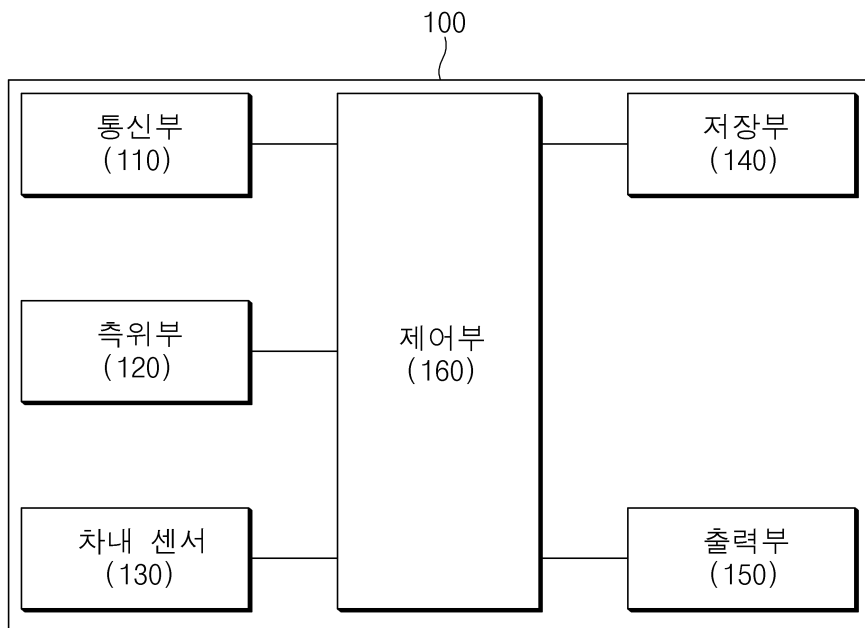 100
통신부
(110)
저장부
(140)
측위부
(120)
제어부
(160)
차내 센서
(130)
출력부
(150)